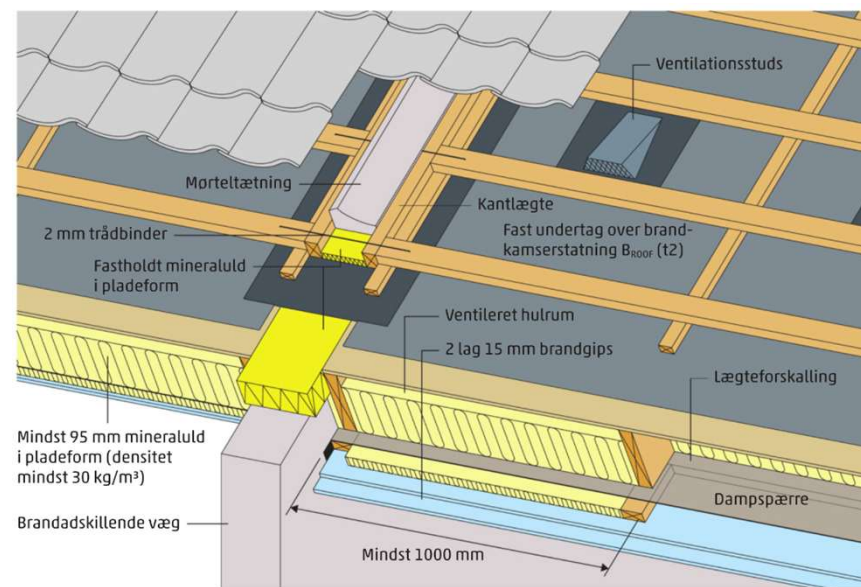 Ventilationsstuds
Mørteltætning
Kantlægte
2 mm trådbinder
Fast undertag over brand-
kamserstatning BROOF (t2)
Fastholdt mineraluld
i pladeform
Ventileret hulrum
2 lag 15 mm brandgips
Lægteforskalling
Mindst 95 mm mineraluld
i pladeform (densitet
mindst 30 kg/m³)
Dampspærre
Brandadskillende væg
Mindst 1000 mm